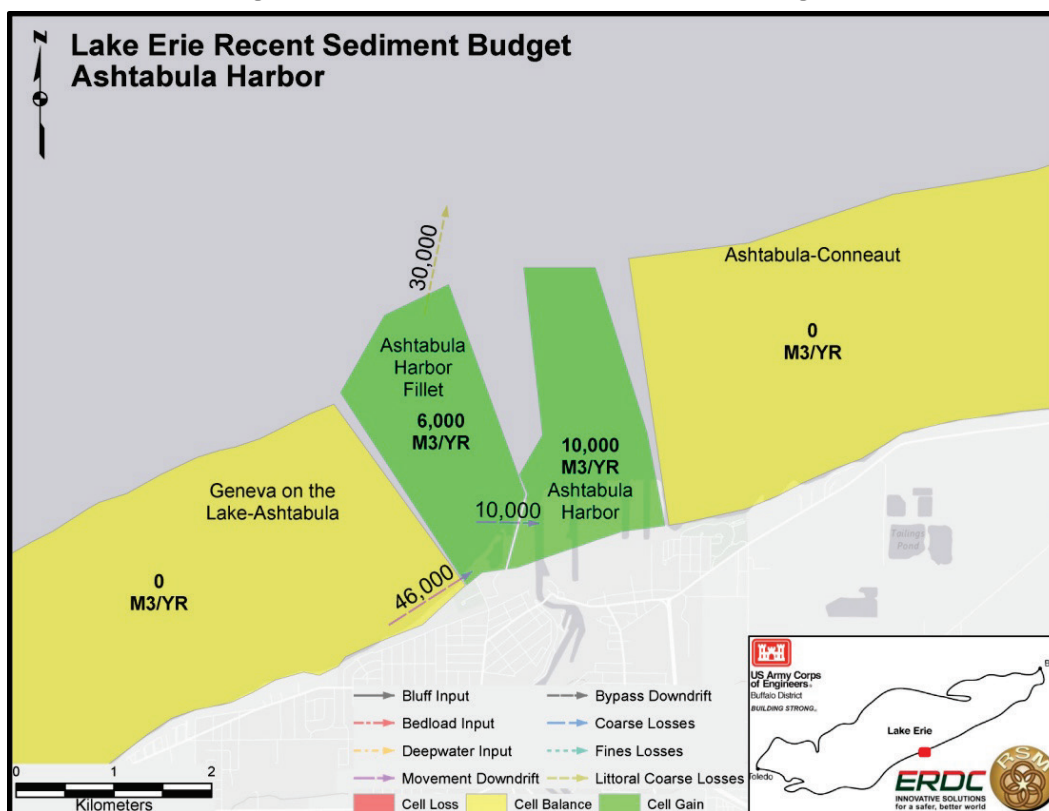 N
Lake Erie Recent Sediment Budget
Ashtabula Harbor
30,000
Ashtabula-Conneaut
0
M3/YR
Ashtabula
Harbor
Fillet
6,000
M3/YR
10,000
M3/YR
Ashtabula
Harbor
Geneva on the
Lake-Ashtabula
10,000
46,000
0
M3/YR
Tailings
Pond
Bluff Input
Bedload Input
Deepwater Input
Movement Downdrift
Bypass Downdrift
Coarse Losses
Fines Losses
Littoral Coarse Losses
Cell Loss
Cell Balance
Cell Gain
0 1 2
Kilometers
US Army Corps
of Engineers®
Buffalo District
BUILDING STRONG®
Lake Erie
Toledo
B
ERDC
INNOVATIVE SOLUTIONS
for a safer, better world
RSM